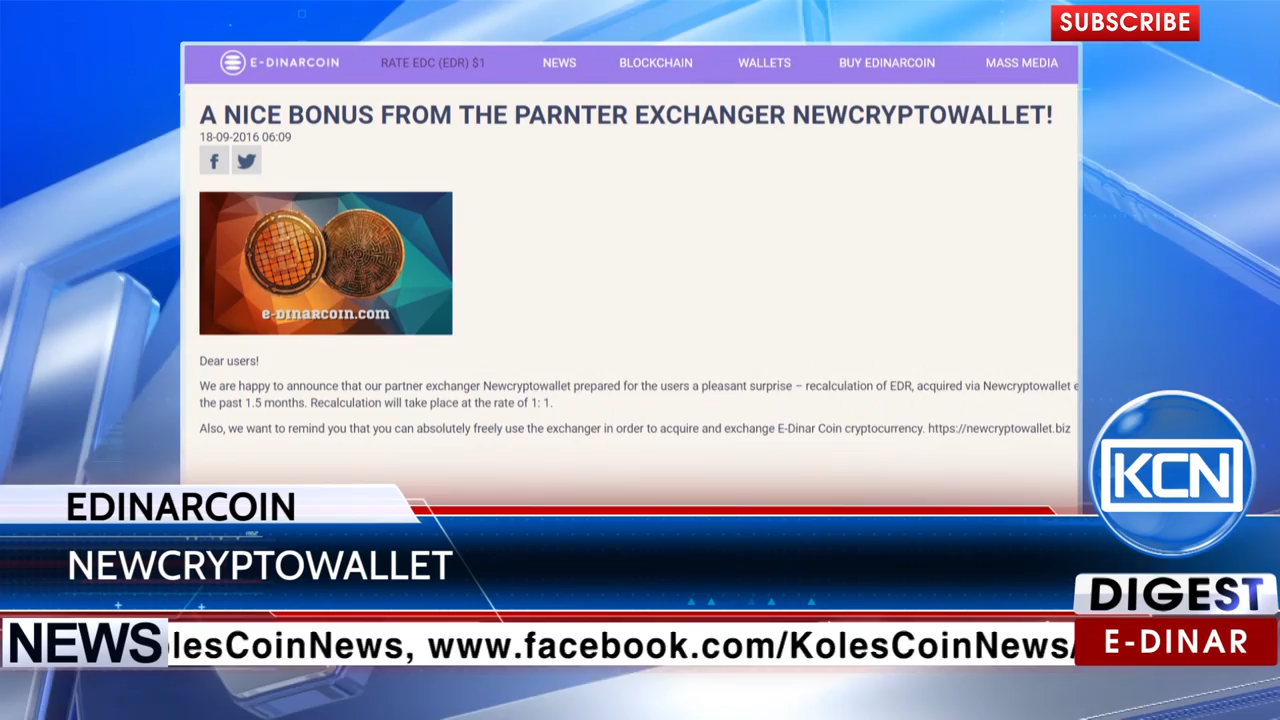 SUBSCRIBE
E-DINARCOIN RATE EDC (EDR) $1 NEWS BLOCKCHAIN WALLETS BUY EDINARCOIN MASS MEDIA
A NICE BONUS FROM THE PARNTER EXCHANGER NEWCRYPTOWALLET!
18-09-2016 06:09
e-DINARCOIN.COM
Dear users!
We are happy to announce that our partner exchanger Newcryptowallet prepared for the users a pleasant surprise – recalculation of EDR, acquired via Newcryptowallet e
the past 1.5 months. Recalculation will take place at the rate of 1: 1.
Also, we want to remind you that you can absolutely freely use the exchanger in order to acquire and exchange E-Dinar Coin cryptocurrency. https://newcryptowallet.biz
KCN
EDINARCOIN
NEWCRYPTOWALLET
DIGEST
E-DINAR
NEWS lesCoinNews, www.facebook.com/KolesCoinNews/